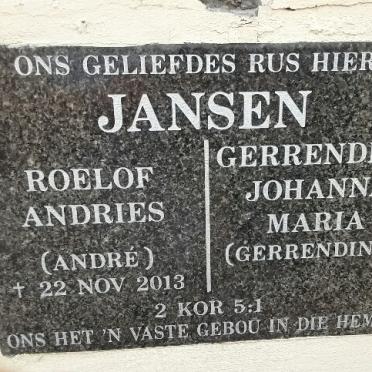 ONS GELIEFDES RUS HIER
JANSEN
ROELOF
ANDRIES
(ANDRÉ)
† 22 NOV 2013
JOHANN
MARIA
2 KOR 5:1
ONS HET 'N VASTE GEBOU IN DIE